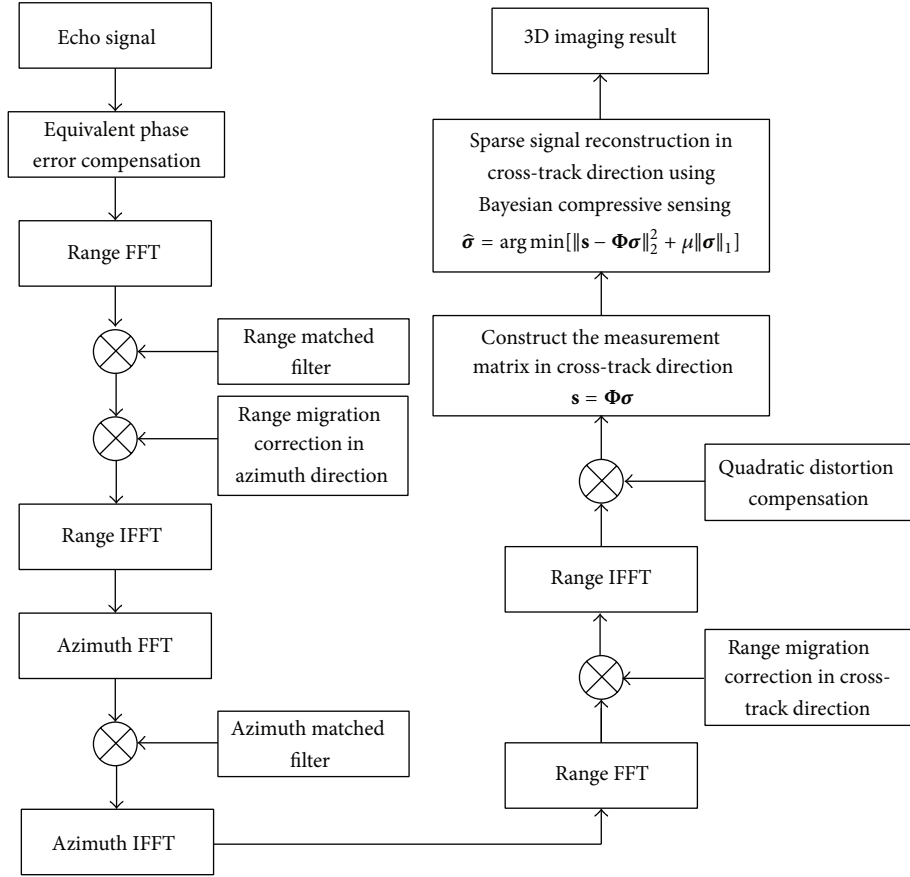 Echo signal
Equivalent phase
error compensation
Range FFT
Range matched
filter
Range migration
correction in
azimuth direction
Range IFFT
Azimuth FFT
Azimuth matched
filter
Azimuth IFFT
3D imaging result
Sparse signal reconstruction in
cross-track direction using
Bayesian compressive sensing
σ̂ = arg min[‖s − Φσ‖₂² + μ‖σ‖₁]
Construct the measurement
matrix in cross-track direction
s = Φσ
Quadratic distortion
compensation
Range IFFT
Range migration
correction in cross-
track direction
Range FFT